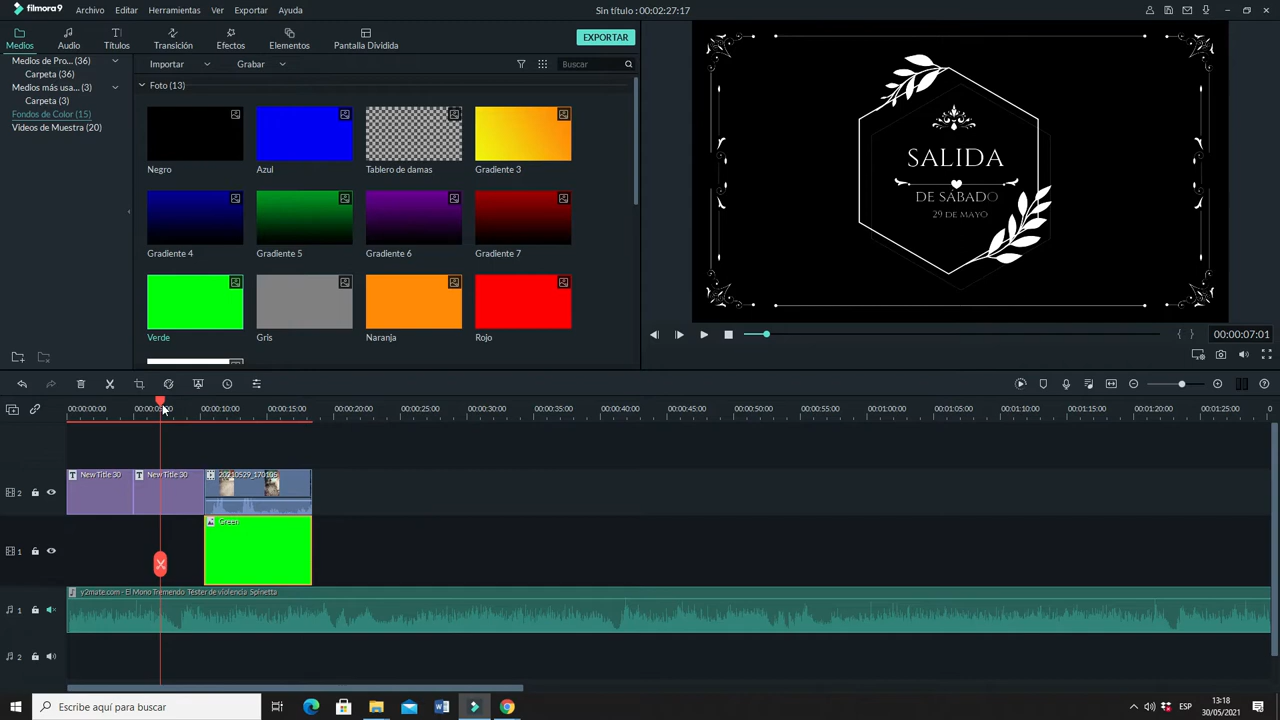 filmora9
Archivo Editar Herramientas Ver Exportar Ayuda
Sin título : 00:02:27:17
Medios Audio Títulos Transición Efectos Elementos Pantalla Dividida
EXPORTAR
Medios de Pro... (36)
Carpeta (36)
Medios más usa... (3)
Carpeta (3)
Fondos de Color (15)
Videos de Muestra (20)
Importar Grabar Buscar
Foto (13)
Negro Azul Tablero de damas Gradiente 3
Gradiente 4 Gradiente 5 Gradiente 6 Gradiente 7
Verde Gris Naranja Rojo
SALIDA
DE SÁBADO
29 DE MAYO
00:00:07:01
00:00:00:00 00:00:05:00 00:00:10:00 00:00:15:00 00:00:20:00 00:00:25:00 00:00:30:00 00:00:35:00 00:00:40:00 00:00:45:00 00:00:50:00 00:00:55:00 00:01:00:00 00:01:05:00 00:01:10:00 00:01:15:00 00:01:20:00 00:01:25:00 0
2
T New Title 30 T New Title 30 20210529_170105
1
Green
1
y2mate.com - El Mono Tremendo Téster de violencia Spinetta
2
Escribe aquí para buscar
ESP
13:18
30/05/2021